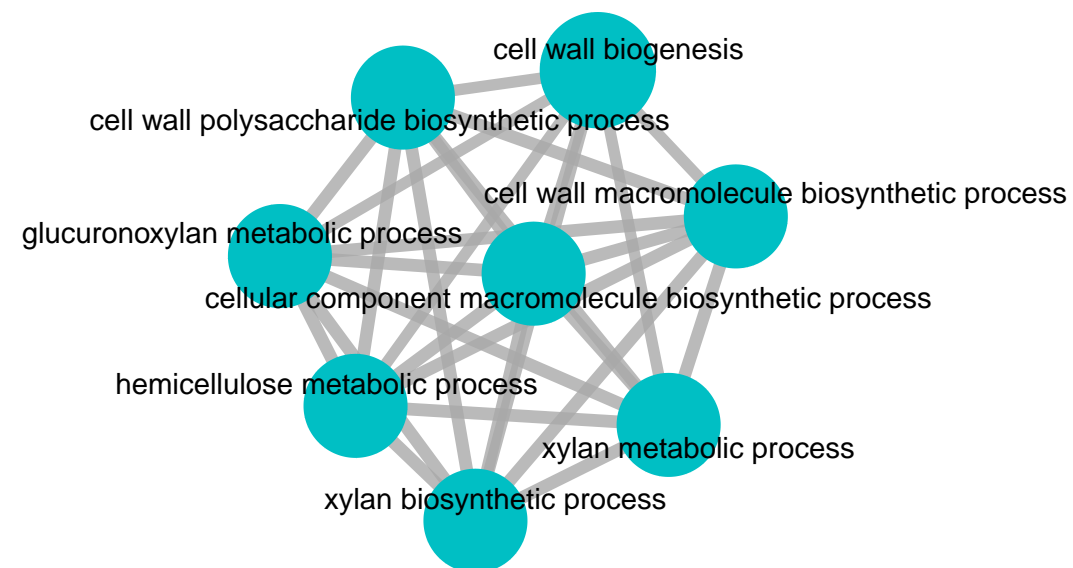 cell wall biogenesis
cell wall polysaccharide biosynthetic process
cell wall macromolecule biosynthetic process
glucuronoxylan metabolic process
cellular component macromolecule biosynthetic process
hemicellulose metabolic process
xylan metabolic process
xylan biosynthetic process